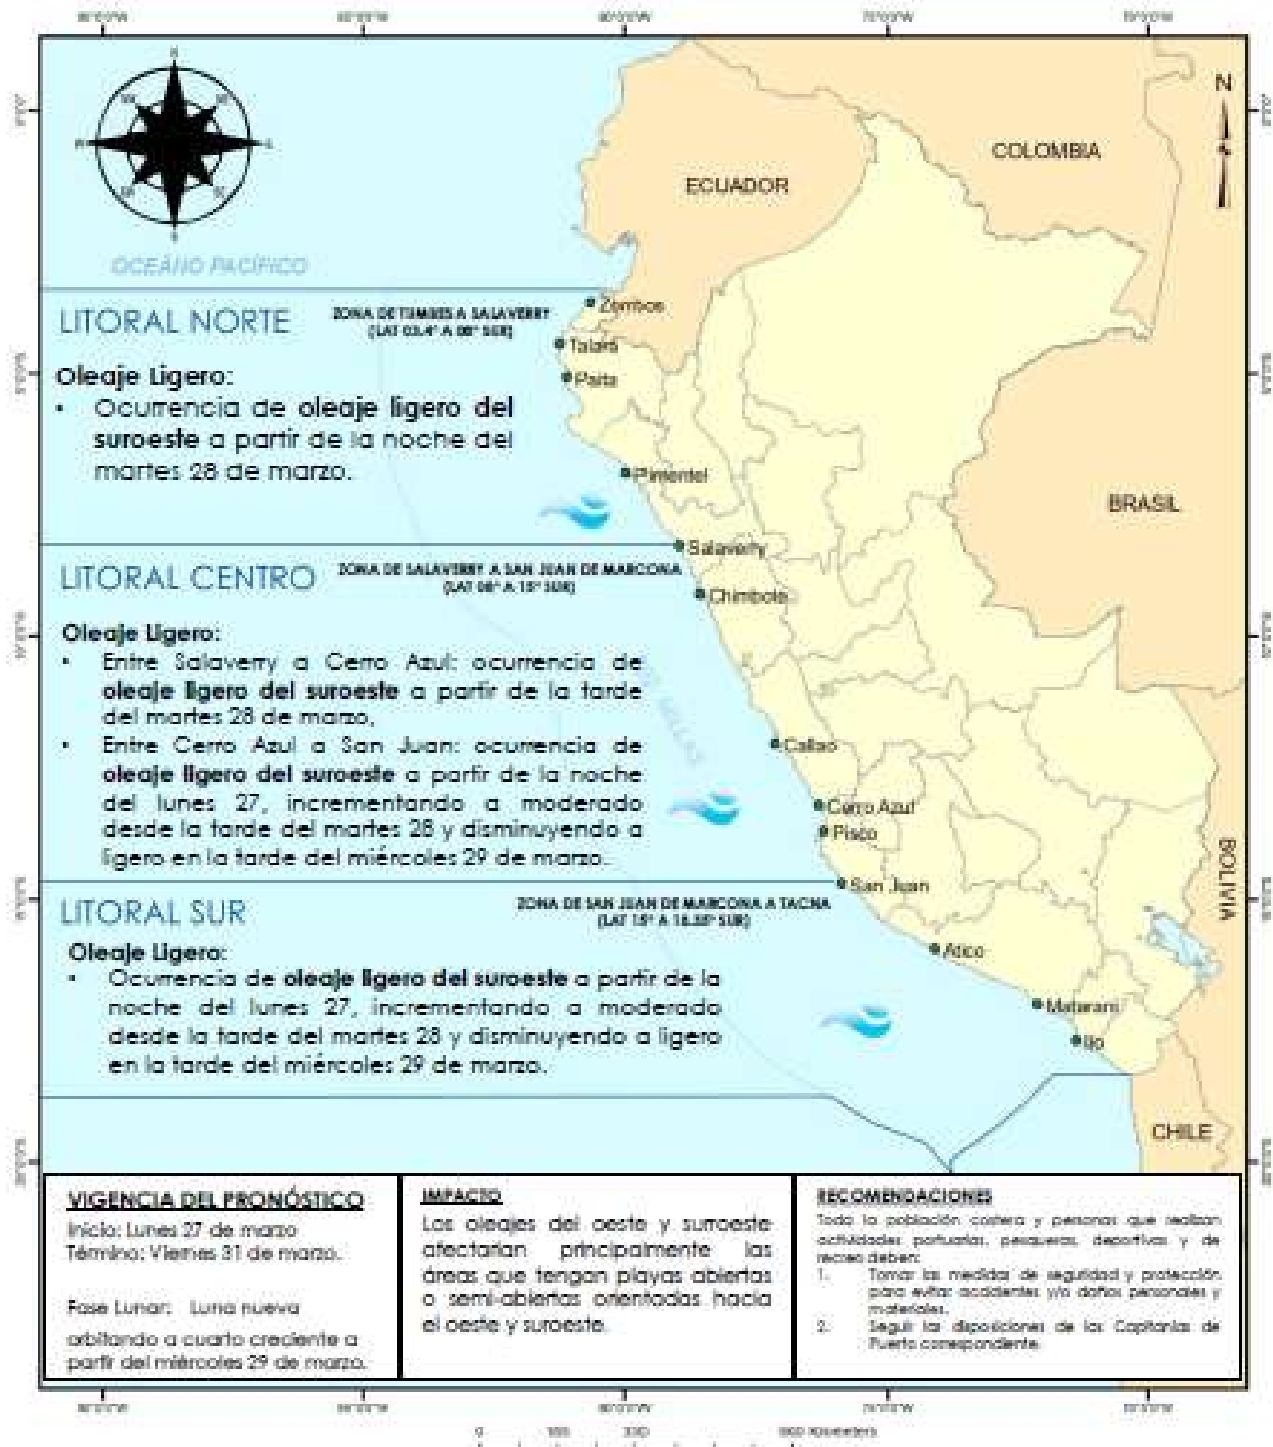 N
OCÉANO PACÍFICO
ECUADOR
COLOMBIA
BRASIL
BOLIVIA
CHILE
LITORAL NORTE
ZONA DE TUMBES A SALAVERRY
(LAT 03.4° A 08° SUR)
Oleaje Ligero:
• Ocurrencia de oleaje ligero del
suroeste a partir de la noche del
martes 28 de marzo.
Zorritos
Talara
Paita
Pimentel
Salaverry
Chimbote
Callao
Cerro Azul
Pisco
San Juan
Atico
Matarani
Ilo
LITORAL CENTRO
ZONA DE SALAVERRY A SAN JUAN DE MARCONA
(LAT 08° A 15° SUR)
Oleaje Ligero:
• Entre Salaverry a Cerro Azul: ocurrencia de
oleaje ligero del suroeste a partir de la tarde
del martes 28 de marzo.
• Entre Cerro Azul a San Juan: ocurrencia de
oleaje ligero del suroeste a partir de la noche
del lunes 27, incrementando a moderado
desde la tarde del martes 28 y disminuyendo a
ligero en la tarde del miércoles 29 de marzo.
MILLAS
LITORAL SUR
ZONA DE SAN JUAN DE MARCONA A TACNA
Oleaje Ligero:
• Ocurrencia de oleaje ligero del suroeste a partir de la
noche del lunes 27, incrementando a moderado
desde la tarde del martes 28 y disminuyendo a ligero
en la tarde del miércoles 29 de marzo.
VIGENCIA DEL PRONÓSTICO
Inicio: Lunes 27 de marzo
Término: Viernes 31 de marzo.
Fase Lunar: Luna nueva
orbitando a cuarto creciente a
partir del miércoles 29 de marzo.
IMPACTO
Los oleajes del oeste y suroeste
afectarían principalmente las
áreas que tengan playas abiertas
o semi-abiertas orientadas hacia
el oeste y suroeste.
RECOMENDACIONES
Toda la población costera y personas que realizan
actividades portuarias, pesqueras, deportivas y de
recreo deben:
1. Tomar las medidas de seguridad y protección
para evitar accidentes y/o daños personales y
materiales.
2. Seguir las disposiciones de las Capitanías de
Puerto correspondiente.